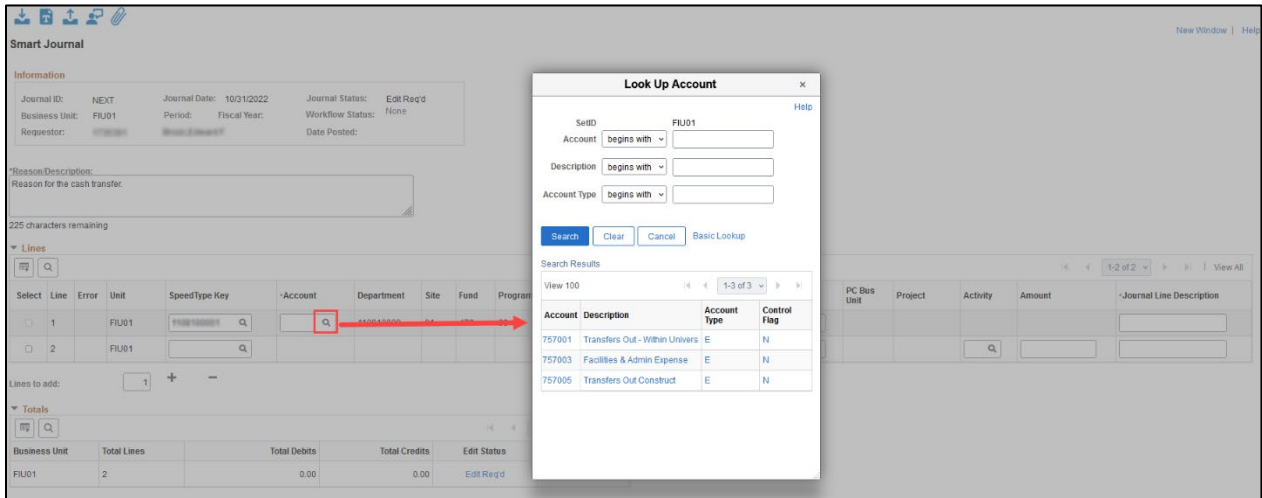 New Window | Help
Smart Journal
Information
Journal ID: NEXT Journal Date: 10/31/2022 Journal Status: Edit Req'd
Business Unit: FIU01 Period: Fiscal Year: Workflow Status: None
Requestor: Date Posted:
*Reason/Description:
Reason for the cash transfer.
225 characters remaining
Lines
1-2 of 2 View All
Select Line Error Unit SpeedType Key *Account Department Site Fund Program PC Bus Unit Project Activity Amount *Journal Line Description
1 FIU01
2 FIU01
Lines to add: 1 + −
Totals
Business Unit Total Lines Total Debits Total Credits Edit Status
FIU01 2 0.00 0.00 Edit Req'd
Look Up Account ×
Help
SetID FIU01
Account begins with
Description begins with
Account Type begins with
Search Clear Cancel Basic Lookup
Search Results
View 100 1-3 of 3
Account Description Account Type Control Flag
757001 Transfers Out - Within Univers E N
757003 Facilities & Admin Expense E N
757005 Transfers Out Construct E N